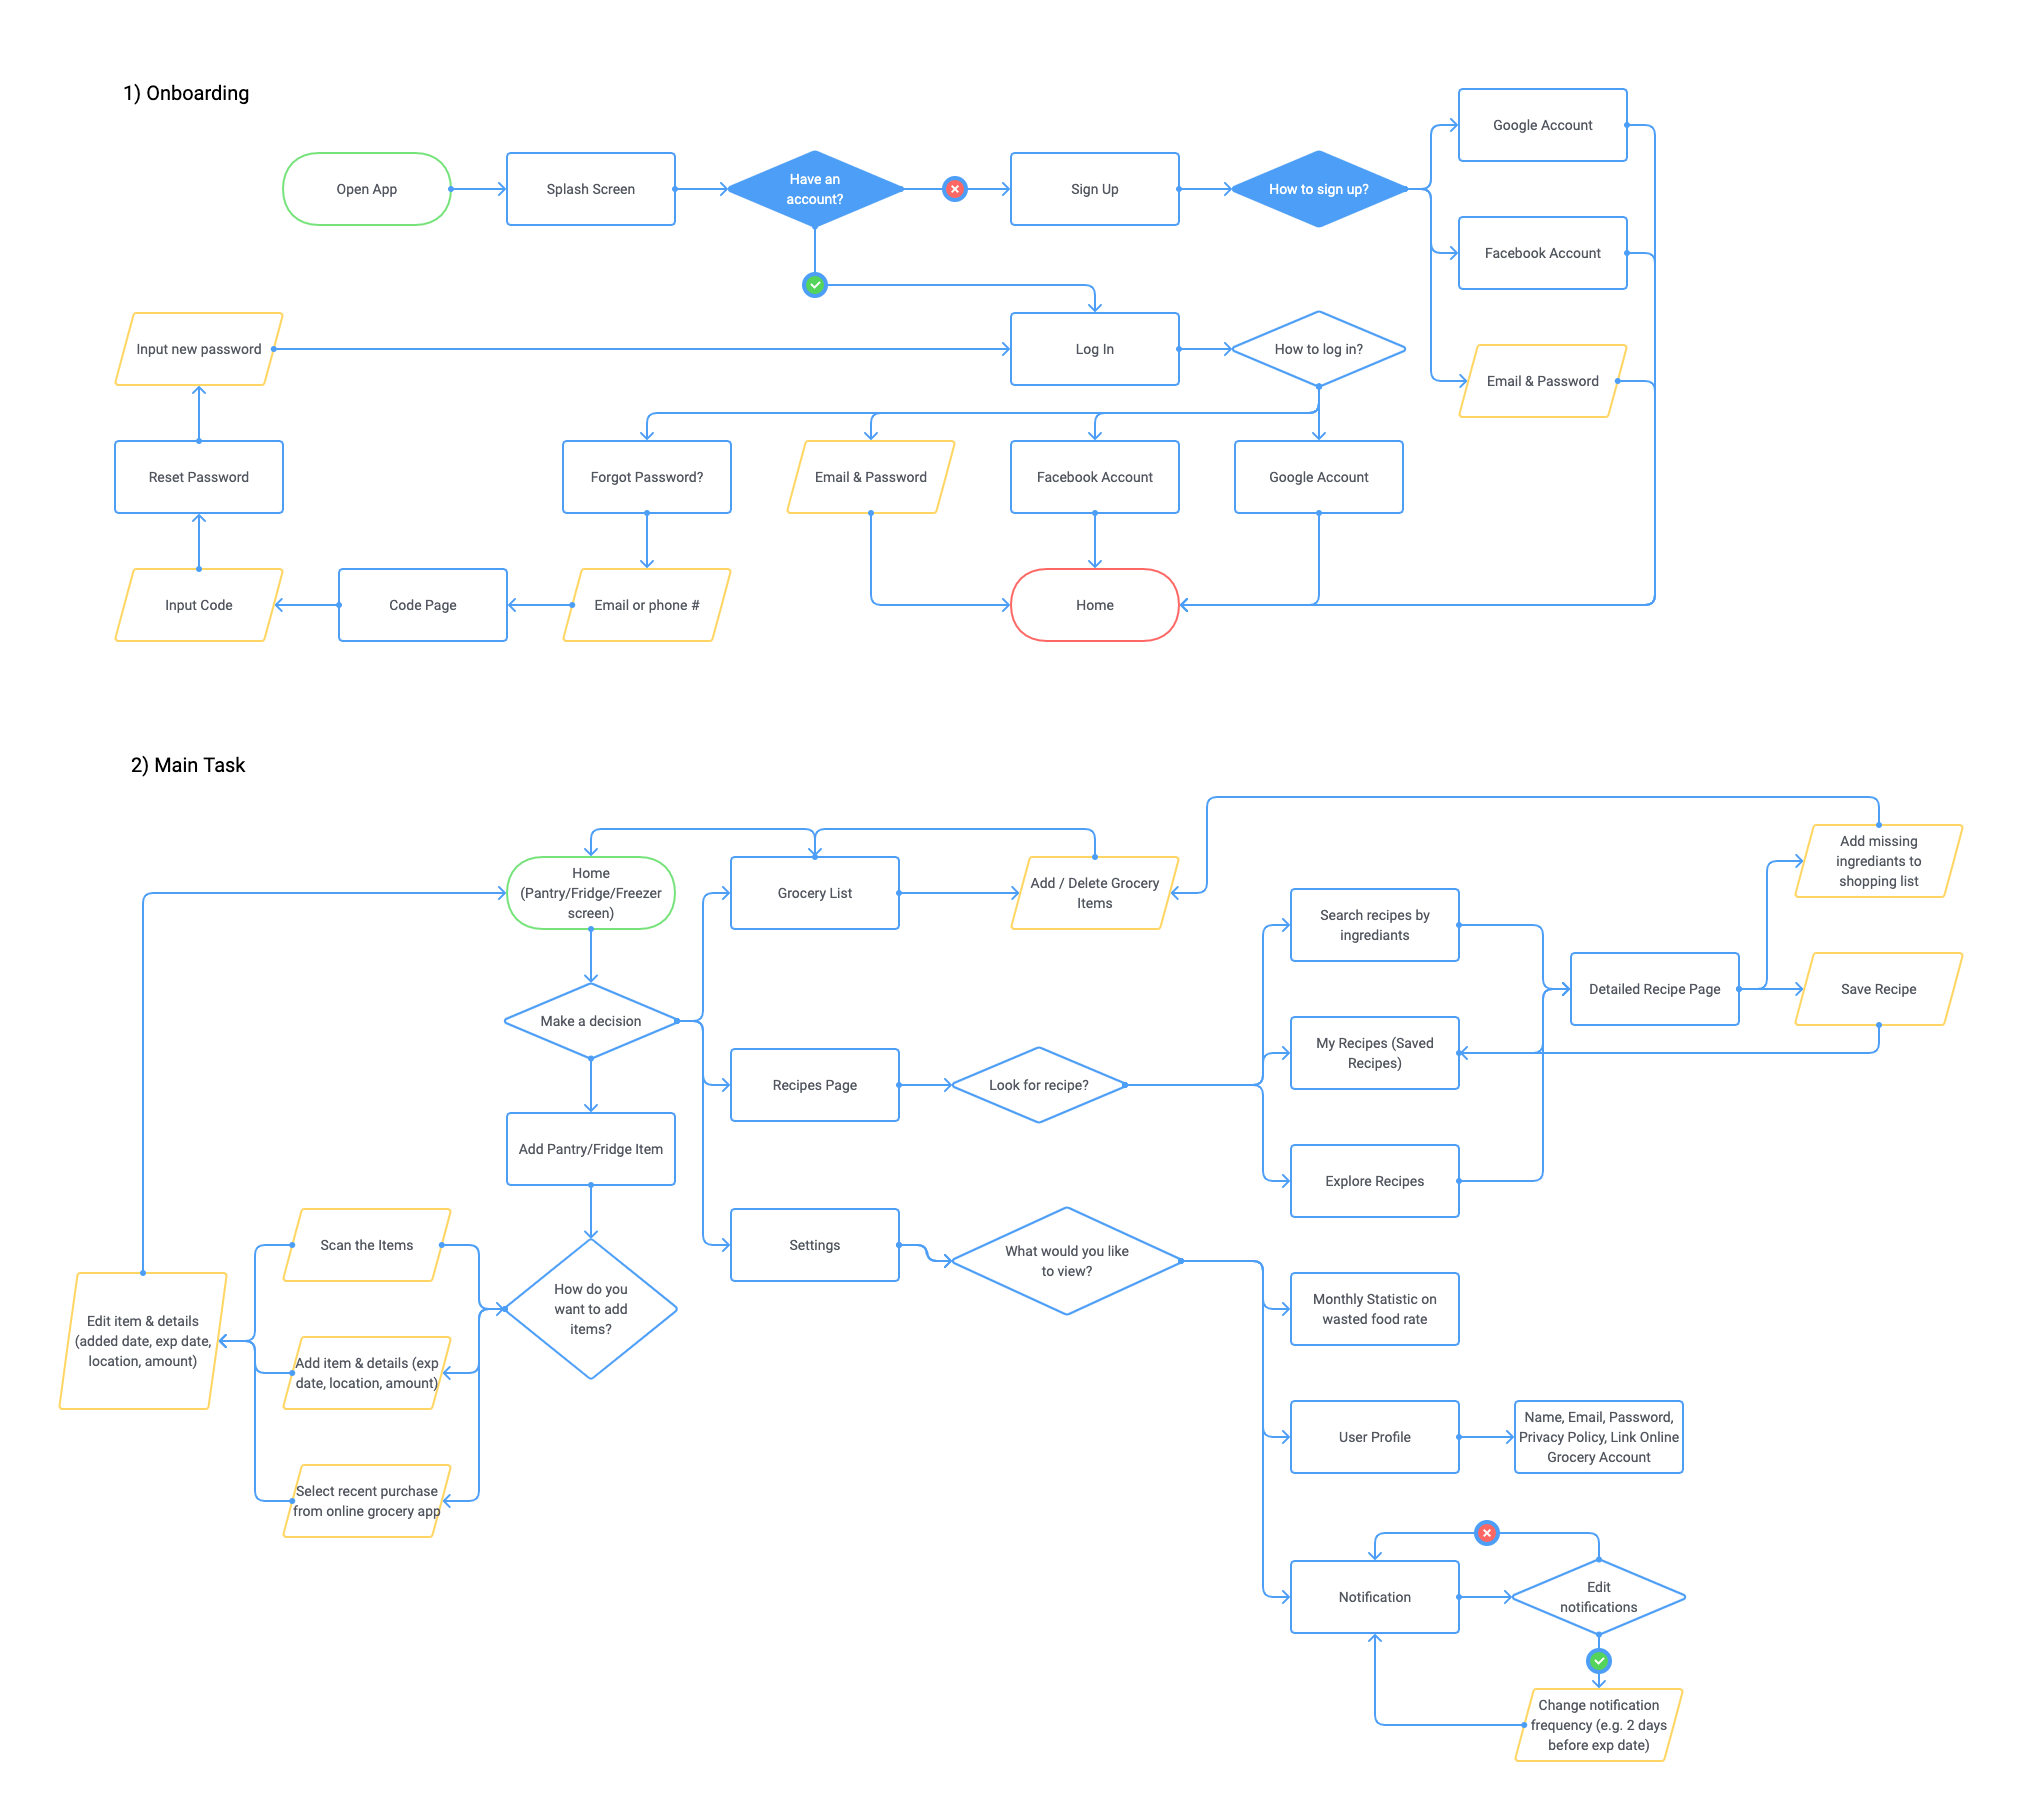 1) Onboarding
Google Account
Open App
Splash Screen
Have an
account?
Sign Up
How to sign up?
Facebook Account
Input new password
Log In
How to log in?
Email & Password
Reset Password
Forgot Password?
Email & Password
Facebook Account
Google Account
Input Code
Code Page
Email or phone #
Home
2) Main Task
Home
(Pantry/Fridge/Freezer
screen)
Grocery List
Add / Delete Grocery
Items
Add missing
ingrediants to
shopping list
Search recipes by
ingrediants
Make a decision
Detailed Recipe Page
Save Recipe
Recipes Page
Look for recipe?
My Recipes (Saved
Recipes)
Add Pantry/Fridge Item
Explore Recipes
Scan the Items
Settings
What would you like
to view?
How do you
want to add
items?
Monthly Statistic on
wasted food rate
Edit item & details
(added date, exp date,
location, amount)
Add item & details (exp
date, location, amount)
User Profile
Name, Email, Password,
Privacy Policy, Link Online
Grocery Account
Select recent purchase
from online grocery app
Notification
Edit
notifications
Change notification
frequency (e.g. 2 days
before exp date)